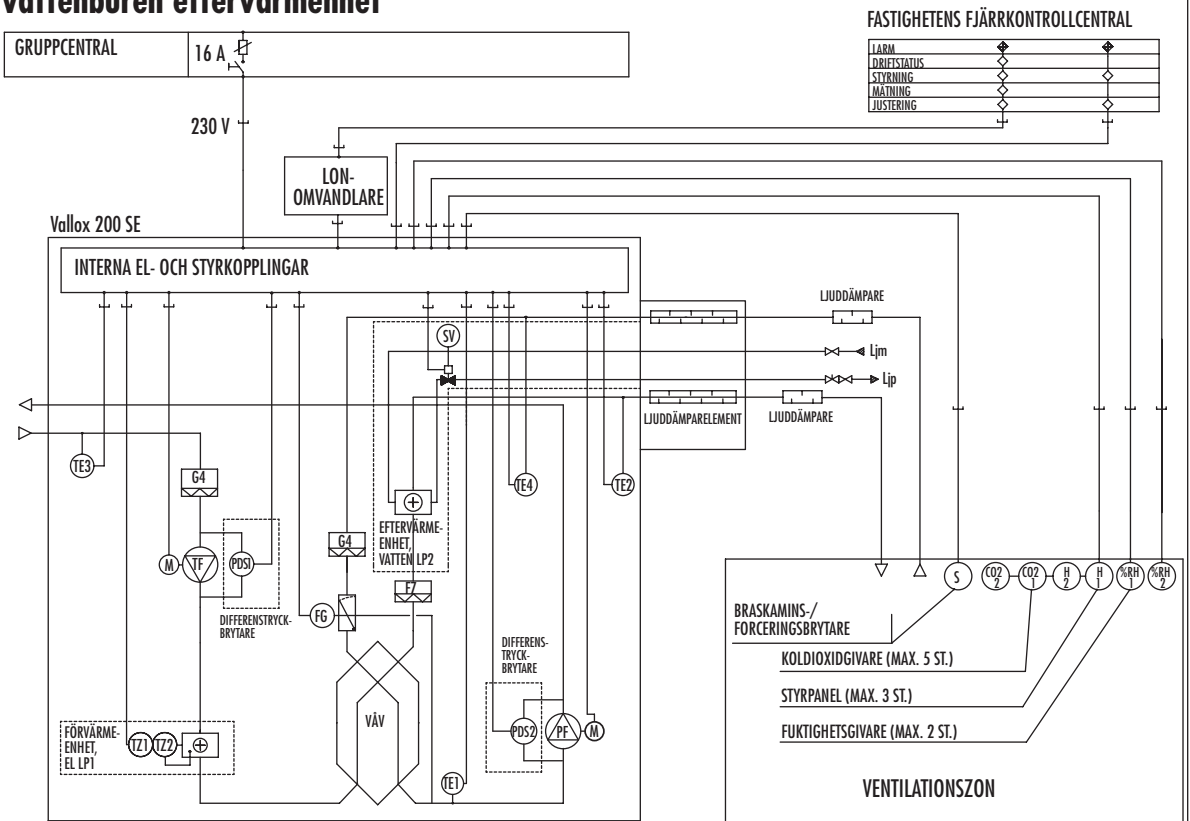 Vattenburen eftervärmenhet
FASTIGHETENS FJÄRRKONTROLLCENTRAL
GRUPPCENTRAL
16 A
LARM
DRIFTSTATUS
STYRNING
MÄTNING
JUSTERING
230 V
LON-
OMVANDLARE
Vallox 200 SE
INTERNA EL- OCH STYRKOPPLINGAR
LJUDDÄMPARE
SV
Ljm
Ljp
LJUDDÄMPARELEMENT
LJUDDÄMPARE
TE3
G4
TE4
TE2
EFTERVÄRME-
ENHET,
VATTEN LP2
G4
M
TF
PDS1
F7
DIFFERENSTRYCK-
BRYTARE
FG
S
CO2
2
CO2
1
H
2
H
1
%RH
1
%RH
2
BRASKAMINS-/
FORCERINGSBRYTARE
KOLDIOXIDGIVARE (MAX. 5 ST.)
STYRPANEL (MAX. 3 ST.)
FUKTIGHETSGIVARE (MAX. 2 ST.)
DIFFERENS-
TRYCK-
BRYTARE
VÅV
PDS2
PF
M
FÖRVÄRME-
ENHET,
EL LP1
TZ1
TZ2
TE1
VENTILATIONSZON